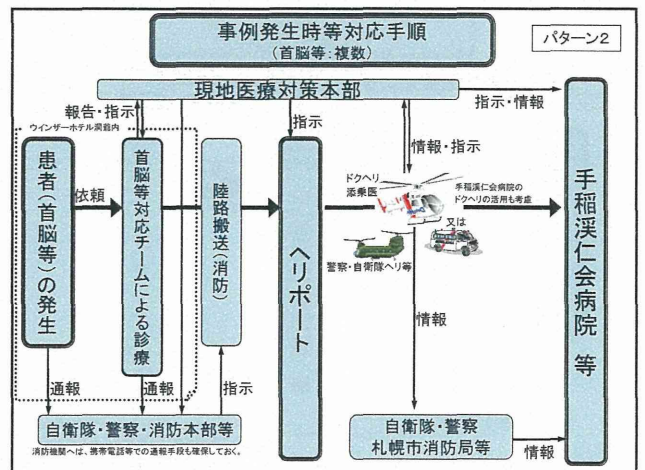 事例発生時等対応手順
（首脳等：複数）
パターン２
現地医療対策本部
報告・指示
指示
情報・指示
指示・情報
ウインザーホテル洞爺内
患者（首脳等）の発生
依頼
首脳等対応チームによる診療
陸路搬送（消防）
ヘリポート
ドクヘリ
添乗医
手稲渓仁会病院の
ドクヘリの活用も考慮
又は
警察・自衛隊ヘリ等
手稲渓仁会病院 等
通報
通報
指示
情報
自衛隊・警察・消防本部等
消防機関へは、携帯電話等での通報手段も確保しておく。
自衛隊・警察
札幌市消防局等
情報